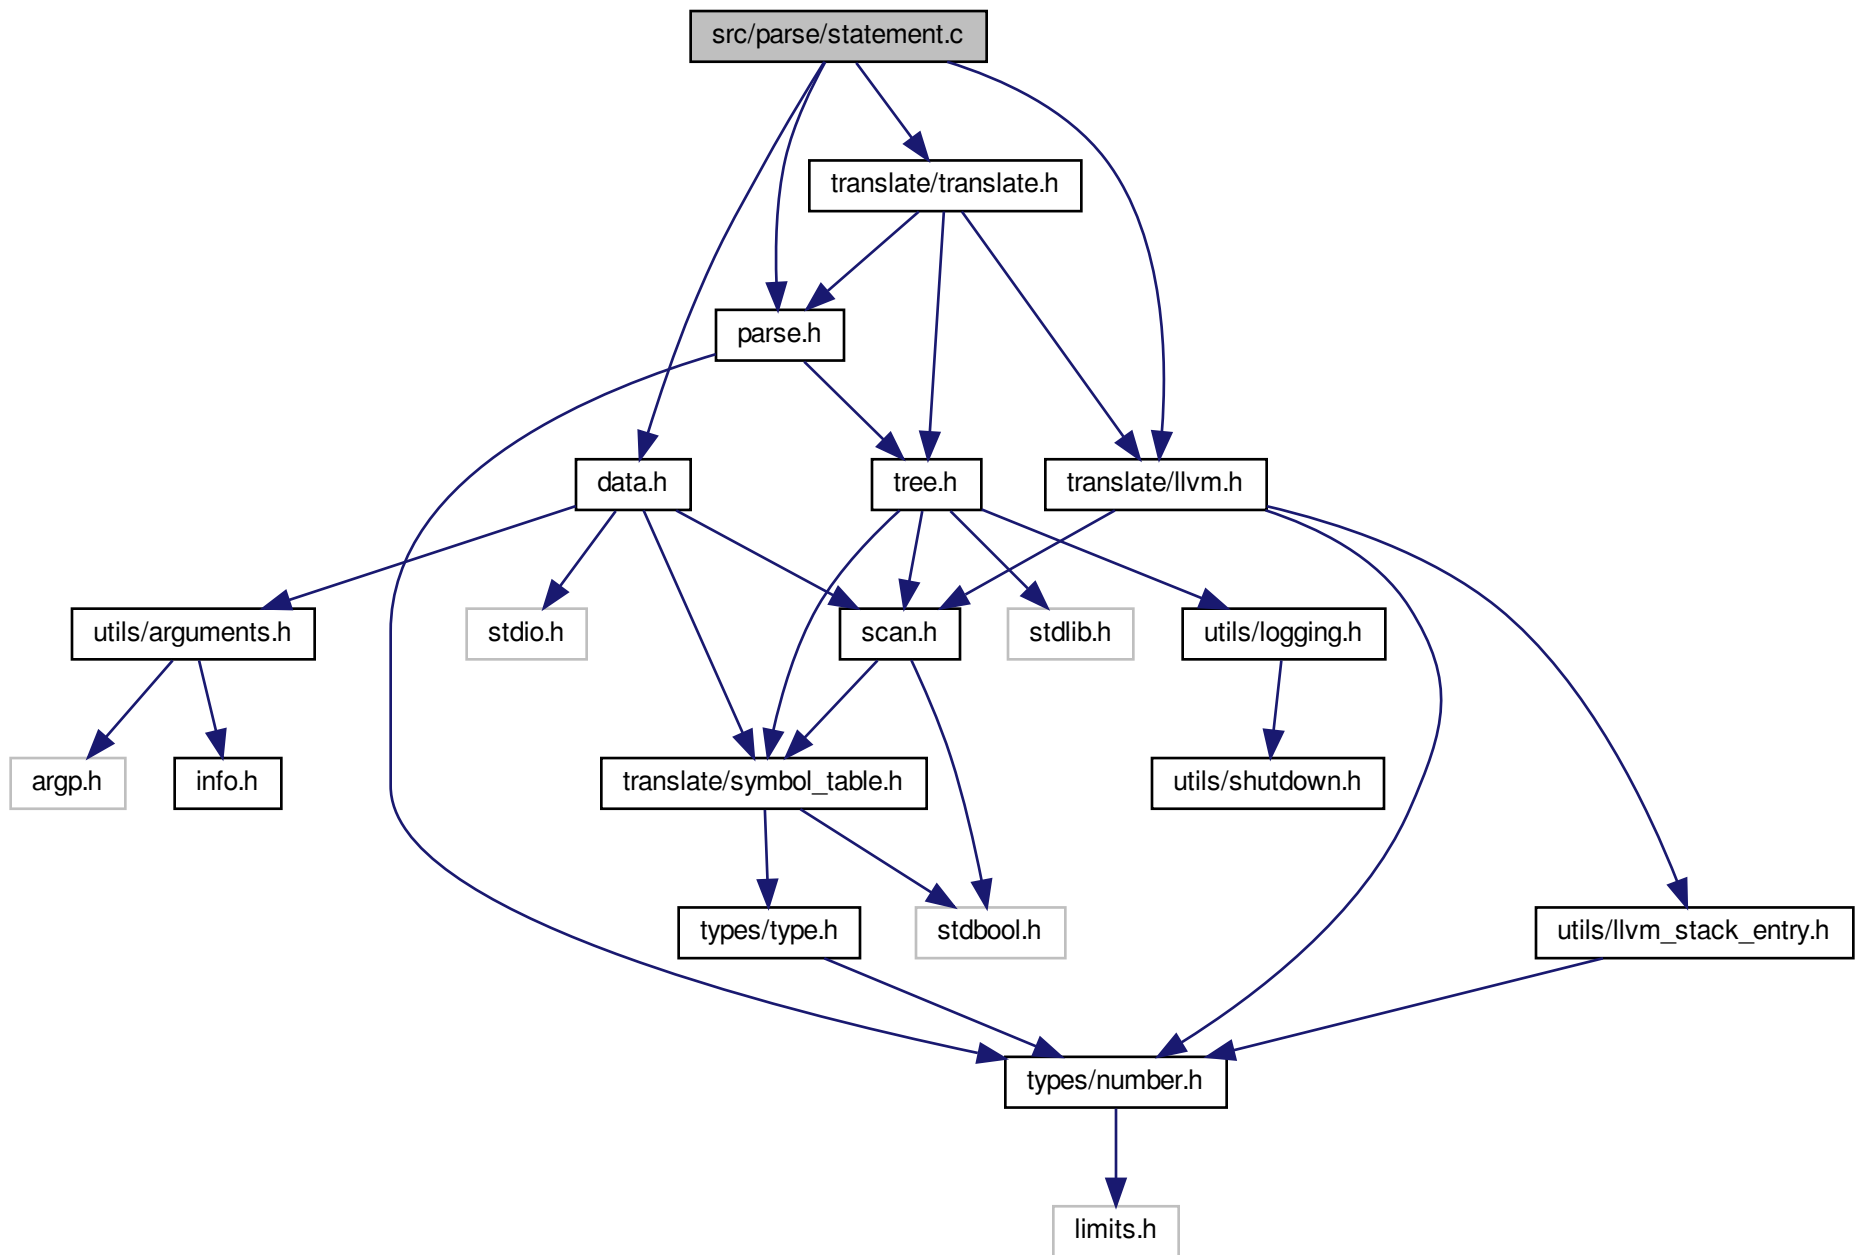 src/parse/statement.c
translate/translate.h
parse.h
data.h
tree.h
translate/llvm.h
utils/arguments.h
stdio.h
scan.h
stdlib.h
utils/logging.h
argp.h
info.h
translate/symbol_table.h
utils/shutdown.h
types/type.h
stdbool.h
utils/llvm_stack_entry.h
types/number.h
limits.h